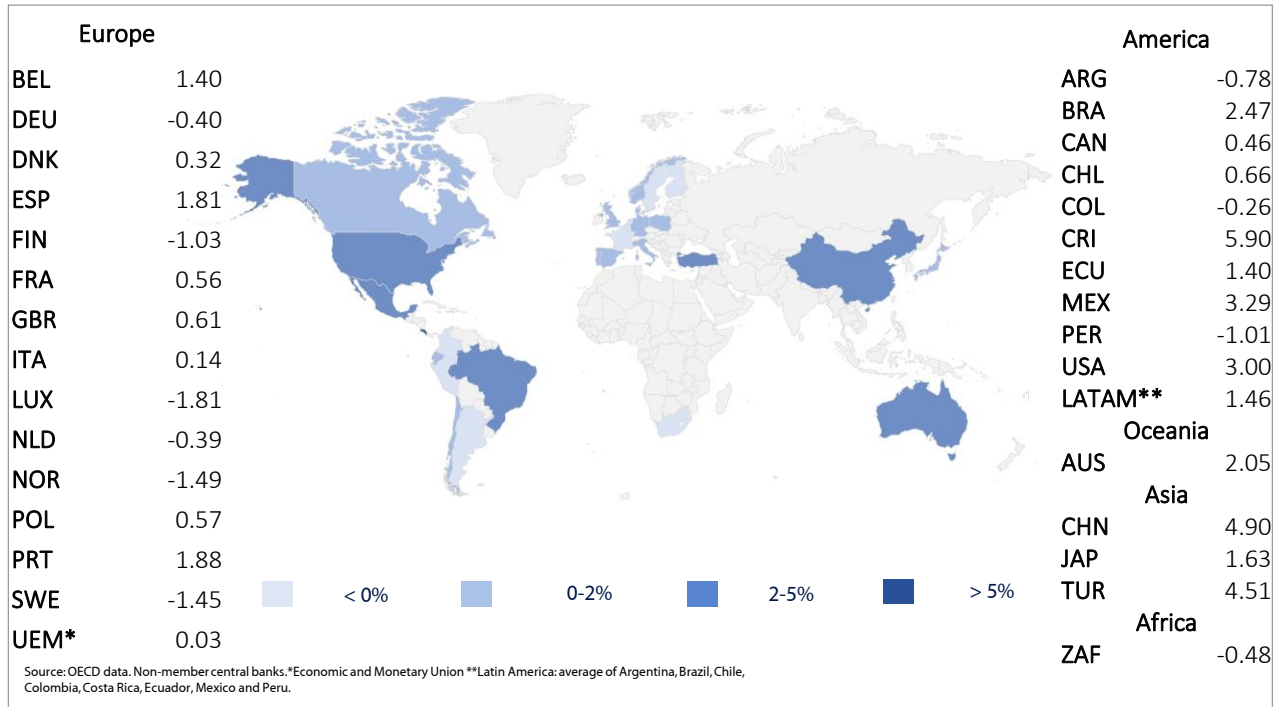 Europe
BEL 1.40
DEU -0.40
DNK 0.32
ESP 1.81
FIN -1.03
FRA 0.56
GBR 0.61
ITA 0.14
LUX -1.81
NLD -0.39
NOR -1.49
POL 0.57
PRT 1.88
SWE -1.45
UEM* 0.03
America
ARG -0.78
BRA 2.47
CAN 0.46
CHL 0.66
COL -0.26
CRI 5.90
ECU 1.40
MEX 3.29
PER -1.01
USA 3.00
LATAM** 1.46
Oceania
AUS 2.05
Asia
CHN 4.90
JAP 1.63
TUR 4.51
Africa
ZAF -0.48
< 0% 0-2% 2-5% > 5%
Source: OECD data. Non-member central banks.*Economic and Monetary Union **Latin America: average of Argentina, Brazil, Chile,
Colombia, Costa Rica, Ecuador, Mexico and Peru.